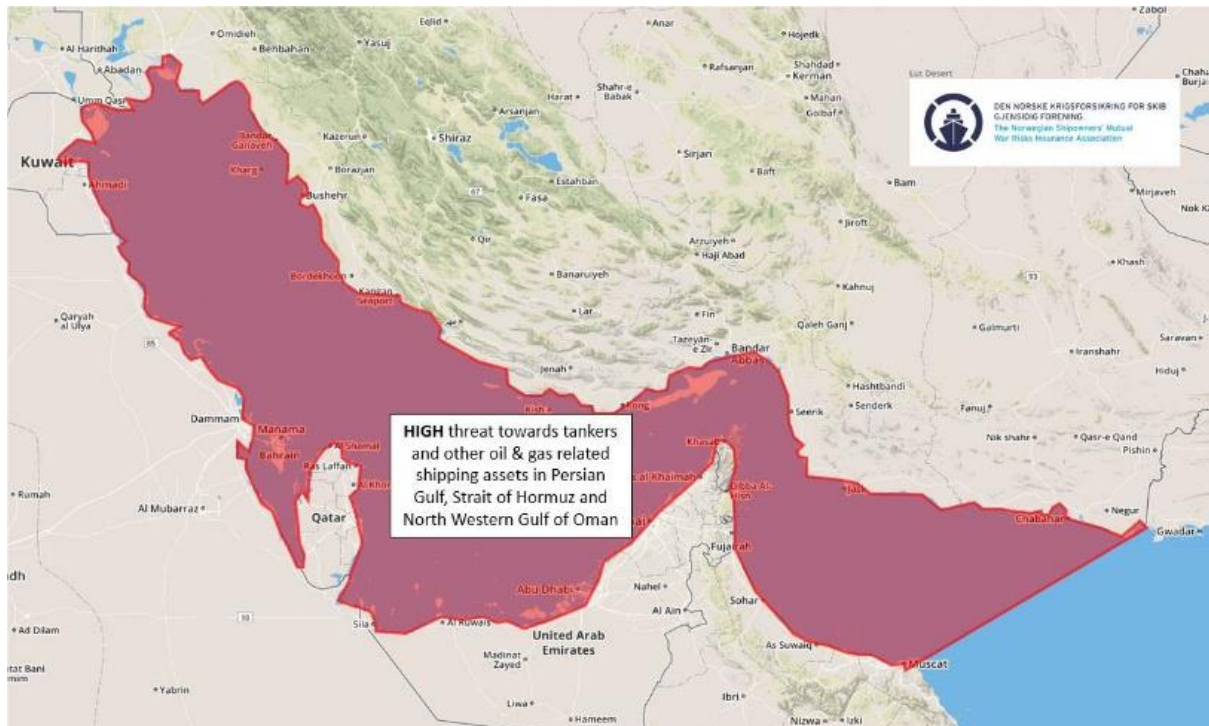 Eqlid
Anar
Hojedk
Zabol
Al Harithah
Omidieh
Behbahan
Yasuj
Abadan
Rafsanjan
Shahdad
Kerman
Lut Desert
Umm Qasr
Shahr-e Babak
Harat
Mahan
Golbaf
Arsanjan
DEN NORSKE KRIGSFORSIKRING FOR SKIB
GJENSIDIG FORENING
The Norwegian Shipowners' Mutual
War Risks Insurance Association
Bandar Ganaveh
Kazerun
Shiraz
Sirjan
Kuwait
Kharg
Borazjan
Estahban
Baft
Bam
Mirjaveh
Ahmadi
Bushehr
67
Fasa
Jiroft
Qir
Arzuiyeh
Haji Abad
Khash
Bordekhoon
Banaruiyeh
Kahnuj
93
Kangan
Seaport
Qaryah
al Ulya
Lar
Fin
Qaleh Ganj
Galmurti
Saravan
85
Tazeyan-
e Zir
Bandar
Abbas
Iranshahr
Jenah
Hiduj
Hashtbandi
Dammam
Kish
Kong
Seerik
Senderk
Fanuj
Manama
Bahrain
Al Shamal
Khasab
Nik shahr
Qasr-e Qand
Pishin
HIGH threat towards tankers
and other oil & gas related
shipping assets in Persian
Gulf, Strait of Hormuz and
North Western Gulf of Oman
Ras Laffan
Al Khor
s al Khaimah
Dibba Al-
Hisn
Jask
Rumah
Al Mubarraz
Qatar
Chabahar
Negur
Gwadar
Fujairah
Abu Dhabi
Nahel
Sohar
Al Ain
10
Sila
Al Ruwais
United Arab
Emirates
As Suwaiq
Muscat
Ad Dilam
Madinat
Zayed
Yabrin
Liwa
Hameem
Ibri
Nizwa
Izki